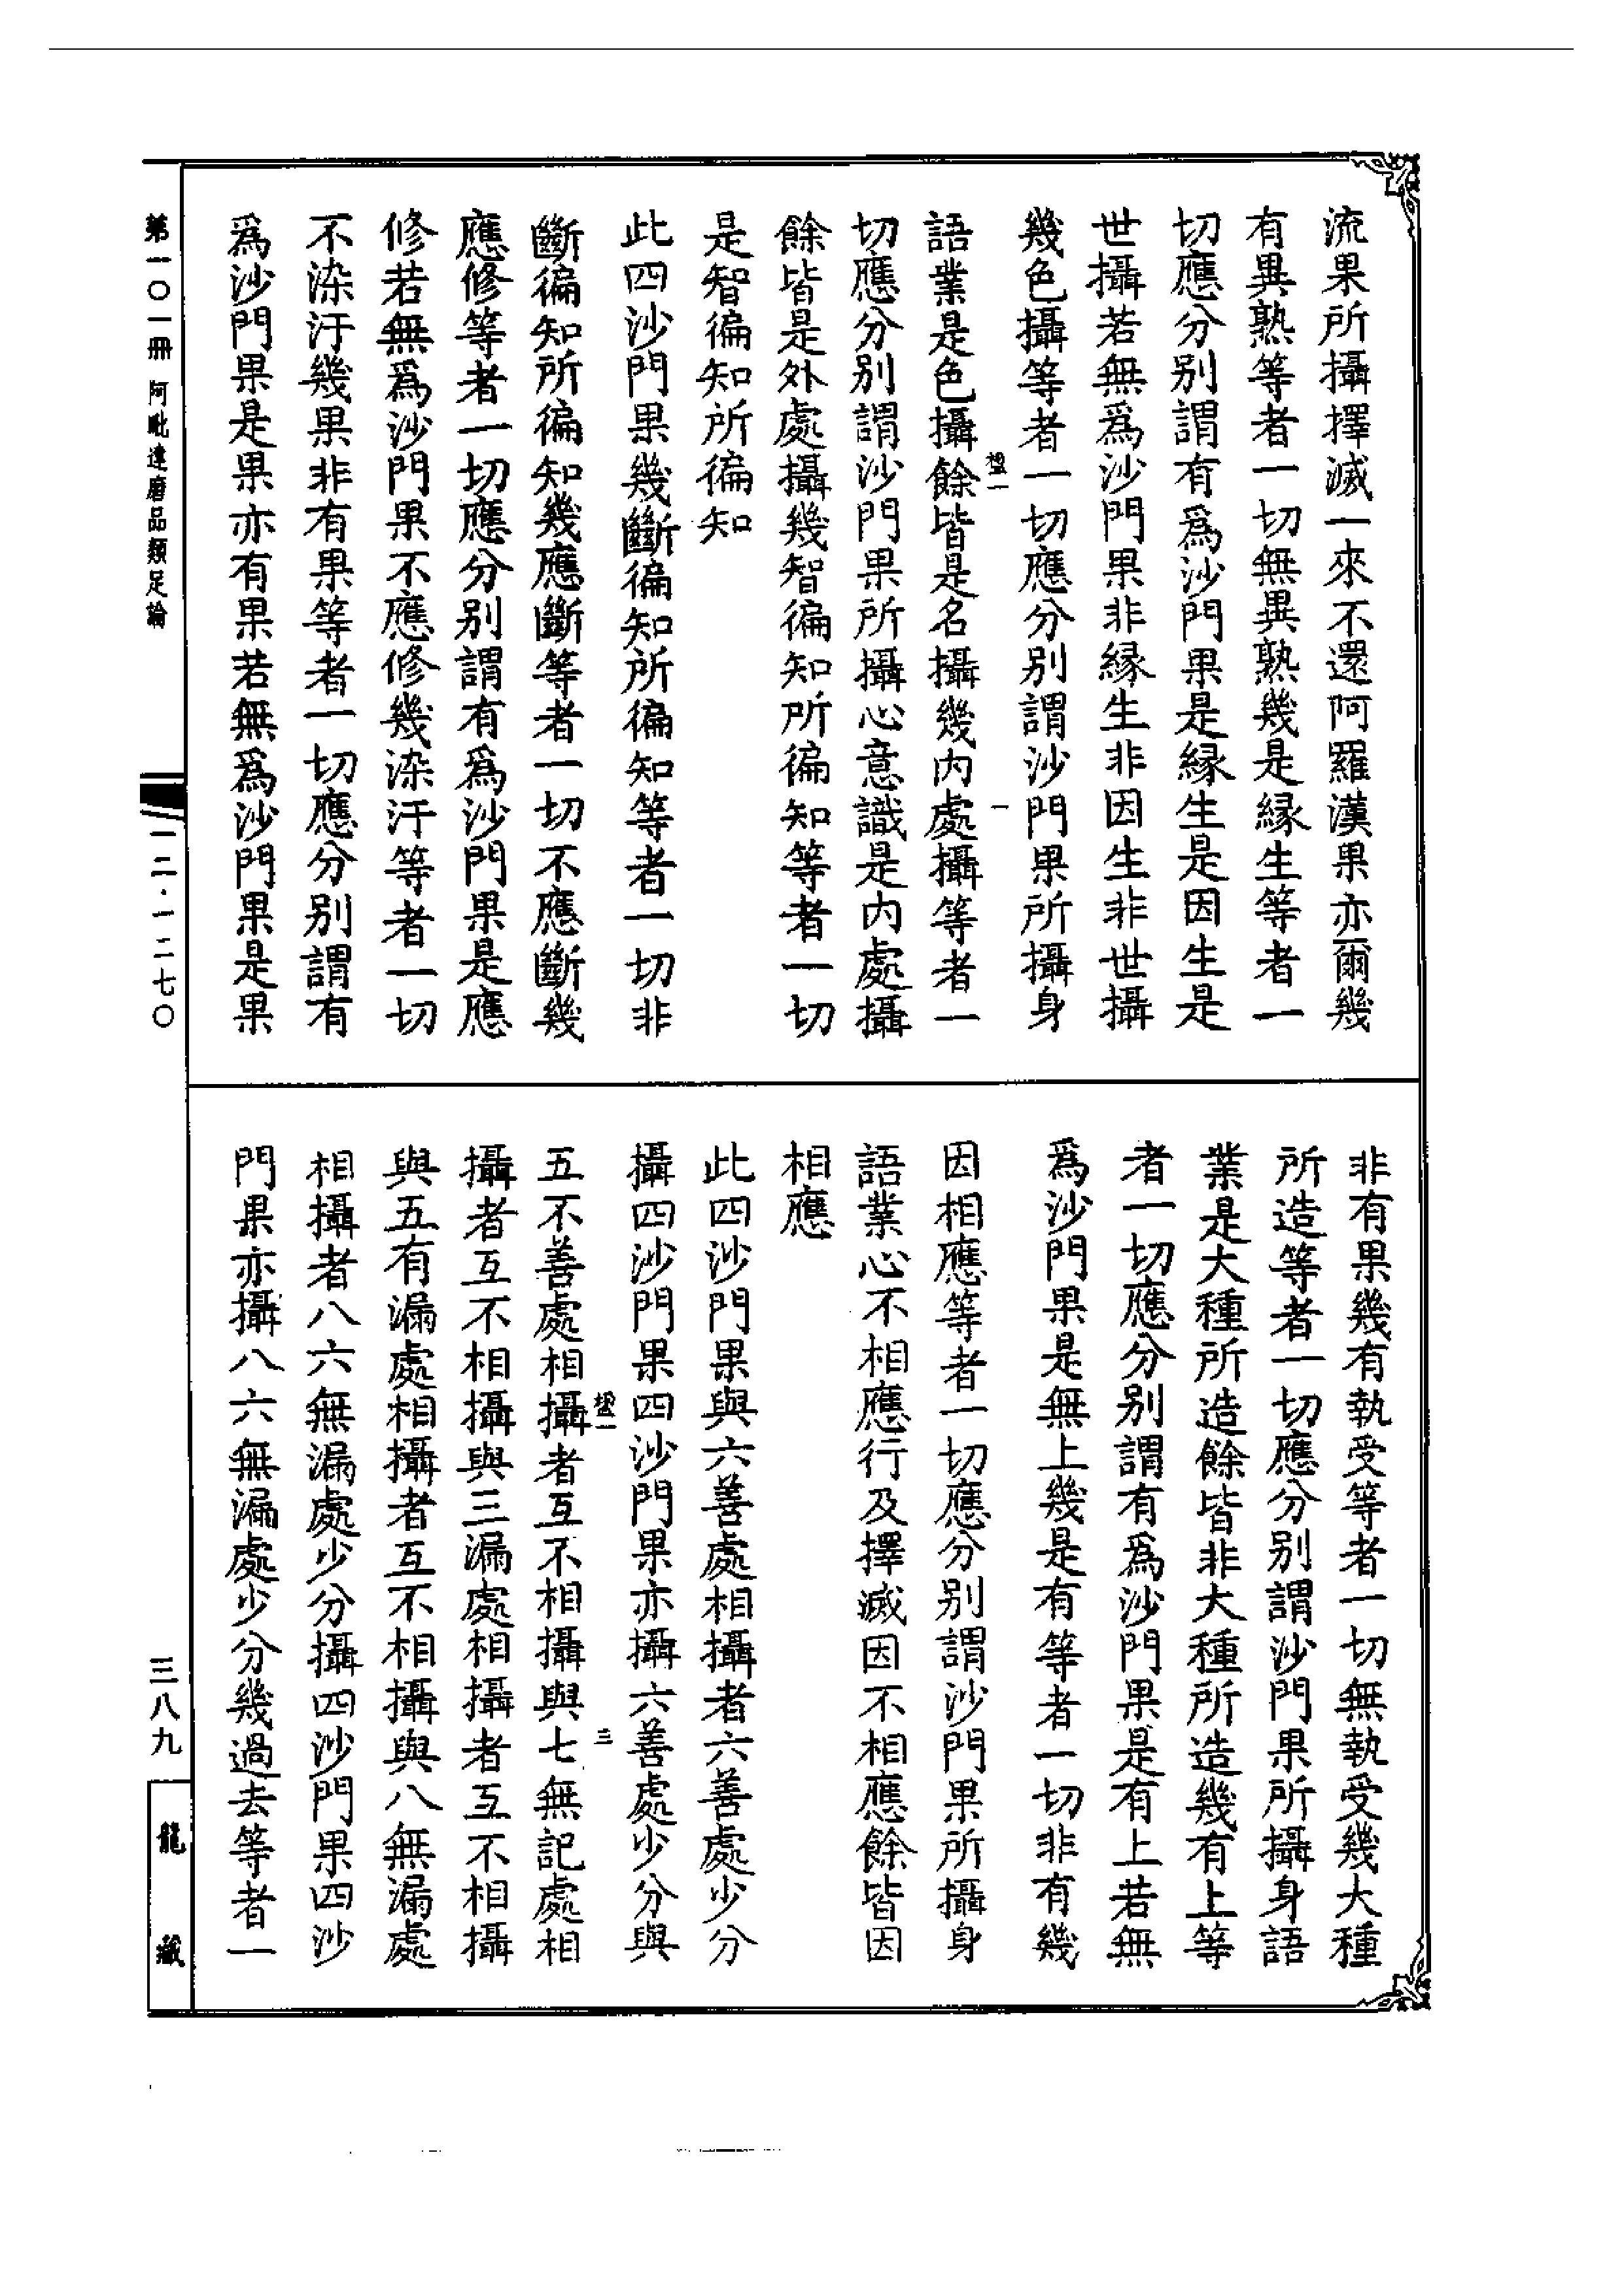 流果所攝擇滅一來不還阿羅漢果亦爾幾
有異熟等者一切無異熟幾是緣生等者一
切應分別謂有爲沙門果是緣生是因生是
世攝若無爲沙門果非緣生非因生非世攝
幾色攝等者一切應分別謂沙門果所攝身
語業是色攝餘皆是名攝幾內處攝等者一
切應分別謂沙門果所攝心意識是內處攝
餘皆是外處攝幾智徧知所徧知等者一切
是智徧知所徧知
此四沙門果幾斷徧知所徧知等者一切非
斷徧知所徧知幾應斷等者一切不應斷幾
應修等者一切應分別謂有爲沙門果是應
修若無爲沙門果不應修幾染汙等者一切
不染汙幾果非有果等者一切應分別謂有
爲沙門果是果亦有果若無爲沙門果是果
非有果幾有執受等者一切無執受幾大種
所造等者一切應分別謂沙門果所攝身語
業是大種所造餘皆非大種所造幾有上等
者一切應分別謂有爲沙門果是有上若無
爲沙門果是無上幾是有等者一切非有幾
因相應等者一切應分別謂沙門果所攝身
語業心不相應行及擇滅因不相應餘皆因
相應
此四沙門果與六善處相攝者六善處少分
攝四沙門果四沙門果亦攝六善處少分與
五不善處相攝者互不相攝與七無記處相
攝者互不相攝與三漏處相攝者互不相攝
與五有漏處相攝者互不相攝與八無漏處
相攝者八六無漏處少分攝四沙門果四沙
門果亦攝八六無漏處少分幾過去等者一
第一〇一冊 阿毗達磨品類足論
一二·一二七〇
三八九
龍藏